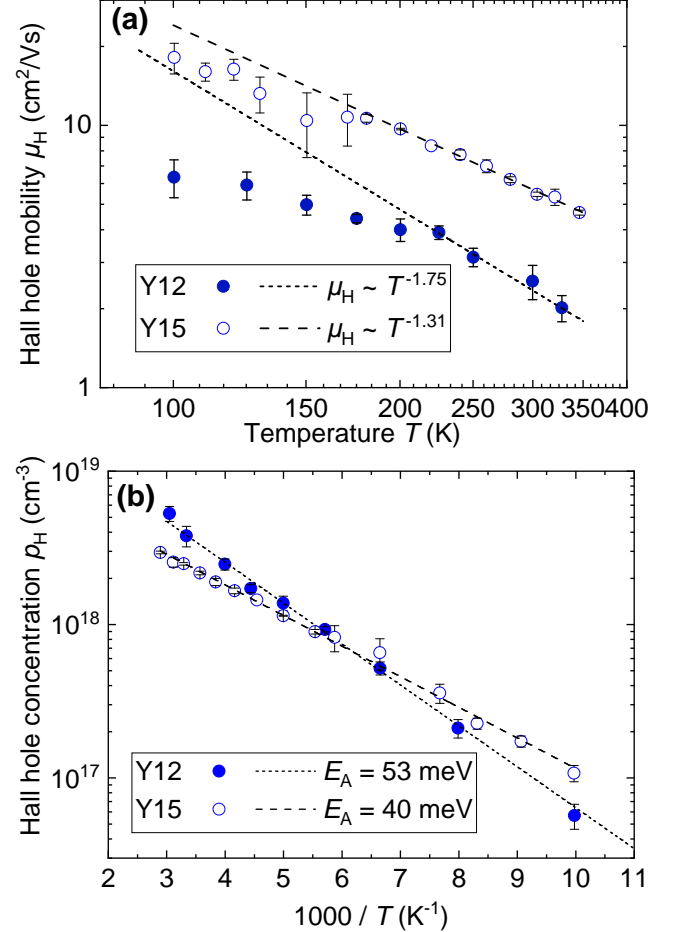 (a)
Hall hole mobility μH (cm²/Vs)
10
1
Y12 μH ~ T^-1.75
Y15 μH ~ T^-1.31
100 150 200 250 300 350 400
Temperature T (K)
(b)
Hall hole concentration pH (cm⁻³)
10¹⁹
10¹⁸
10¹⁷
Y12 EA = 53 meV
Y15 EA = 40 meV
2 3 4 5 6 7 8 9 10 11
1000 / T (K⁻¹)